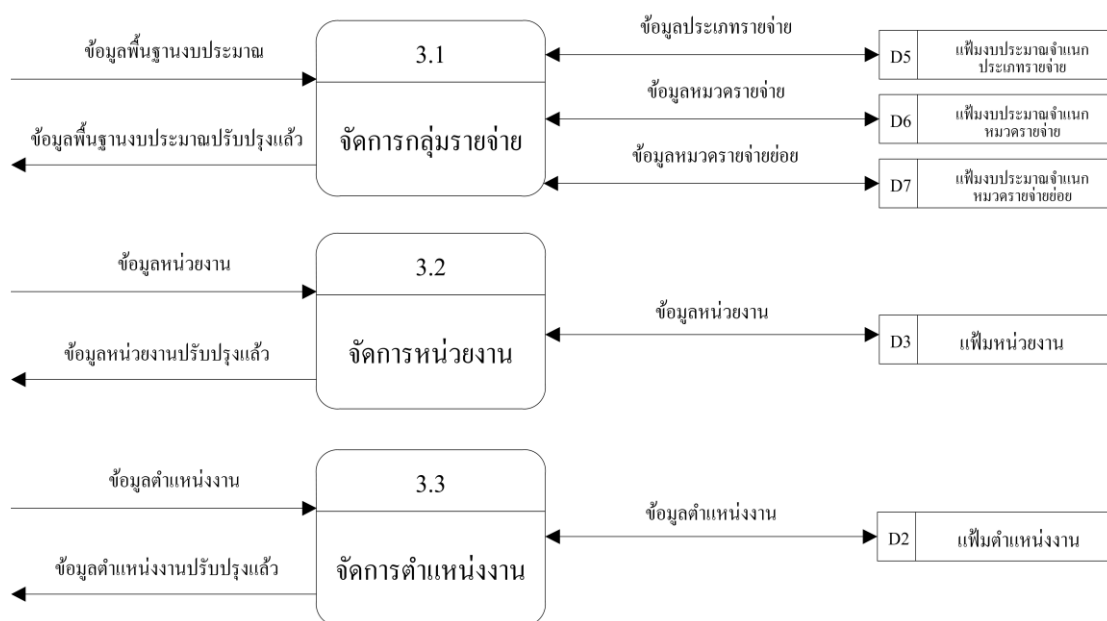 ข้อมูลพื้นฐานงบประมาณ
ข้อมูลพื้นฐานงบประมาณปรับปรุงแล้ว
3.1
จัดการกลุ่มรายจ่าย
ข้อมูลประเภทรายจ่าย
D5
แฟ้มงบประมาณจำแนก
ประเภทรายจ่าย
ข้อมูลหมวดรายจ่าย
D6
แฟ้มงบประมาณจำแนก
หมวดรายจ่าย
ข้อมูลหมวดรายจ่ายย่อย
D7
แฟ้มงบประมาณจำแนก
หมวดรายจ่ายย่อย
ข้อมูลหน่วยงาน
ข้อมูลหน่วยงานปรับปรุงแล้ว
3.2
จัดการหน่วยงาน
ข้อมูลหน่วยงาน
D3
แฟ้มหน่วยงาน
ข้อมูลตำแหน่งงาน
ข้อมูลตำแหน่งงานปรับปรุงแล้ว
3.3
จัดการตำแหน่งงาน
ข้อมูลตำแหน่งงาน
D2
แฟ้มตำแหน่งงาน